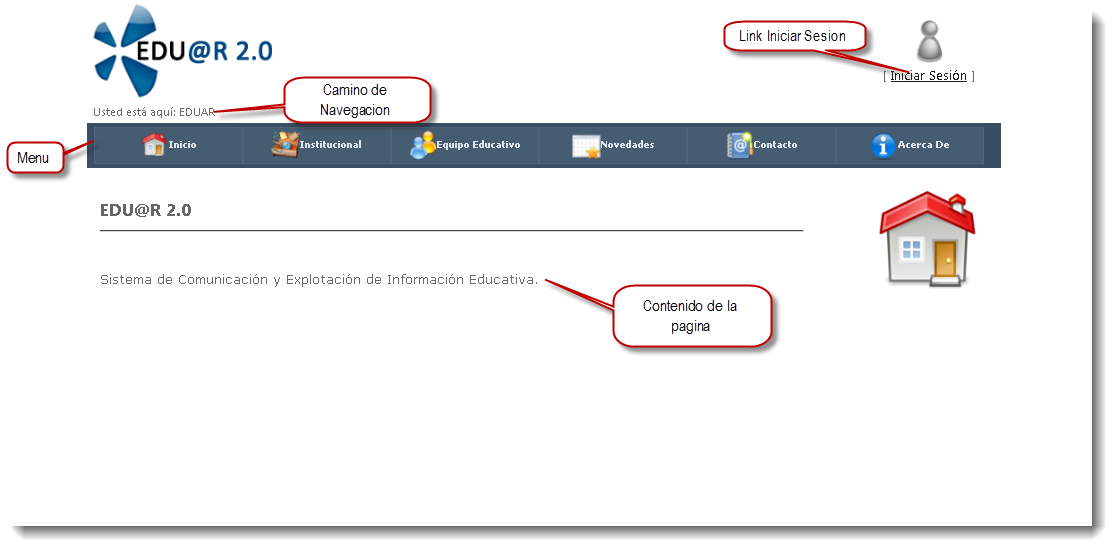 EDU@R 2.0
Link Iniciar Sesion
[ Iniciar Sesión ]
Camino de
Navegacion
Usted está aquí: EDUAR
Menu
Inicio
Institucional
Equipo Educativo
Novedades
@
Contacto
i
Acerca De
EDU@R 2.0
Sistema de Comunicación y Explotación de Información Educativa.
Contenido de la
pagina